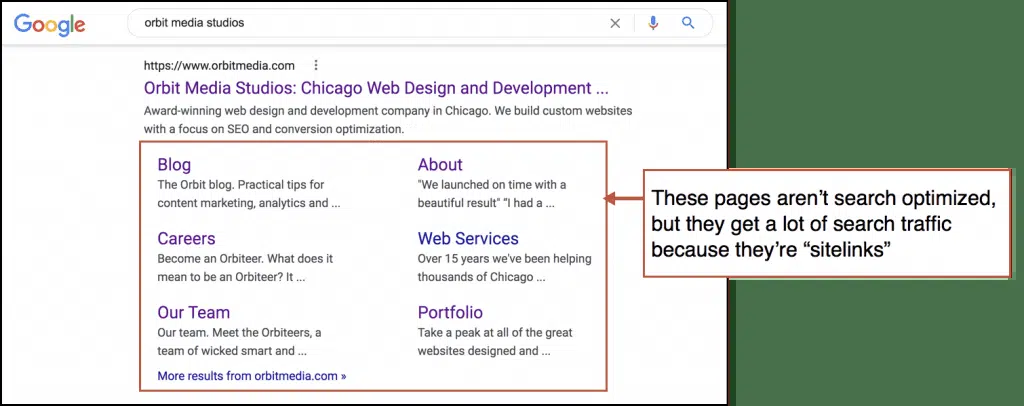 Google
orbit media studios
https://www.orbitmedia.com
Orbit Media Studios: Chicago Web Design and Development ...
Award-winning web design and development company in Chicago. We build custom websites
with a focus on SEO and conversion optimization.
Blog
The Orbit blog. Practical tips for
content marketing, analytics and ...
About
"We launched on time with a
beautiful result" “I had a ...
Careers
Become an Orbiteer. What does it
mean to be an Orbiteer? It ...
Web Services
Over 15 years we've been helping
thousands of Chicago ...
Our Team
Our team. Meet the Orbiteers, a
team of wicked smart and ...
Portfolio
Take a peak at all of the great
websites designed and ...
More results from orbitmedia.com »
These pages aren’t search optimized,
but they get a lot of search traffic
because they’re “sitelinks”